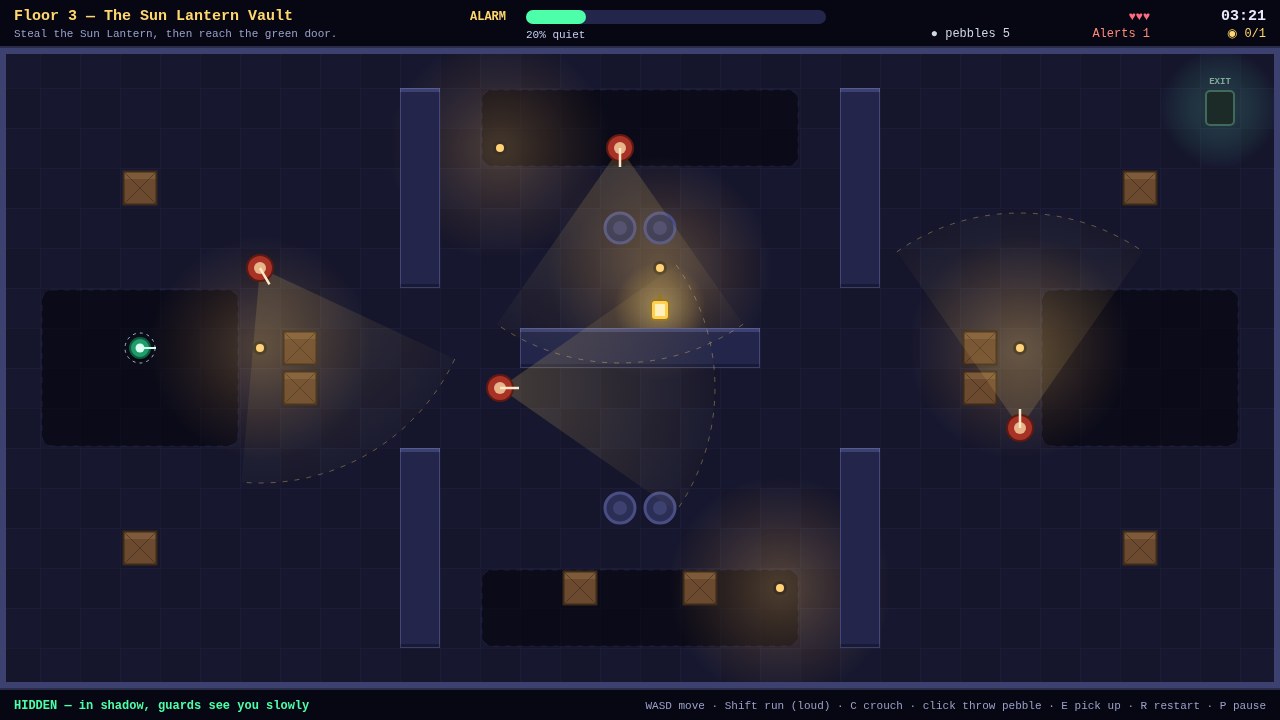 Floor 3 — The Sun Lantern Vault
Steal the Sun Lantern, then reach the green door.
ALARM
20% quiet
♥♥♥
● pebbles 5
Alerts 1
03:21
◉ 0/1
EXIT
HIDDEN — in shadow, guards see you slowly
WASD move · Shift run (loud) · C crouch · click throw pebble · E pick up · R restart · P pause